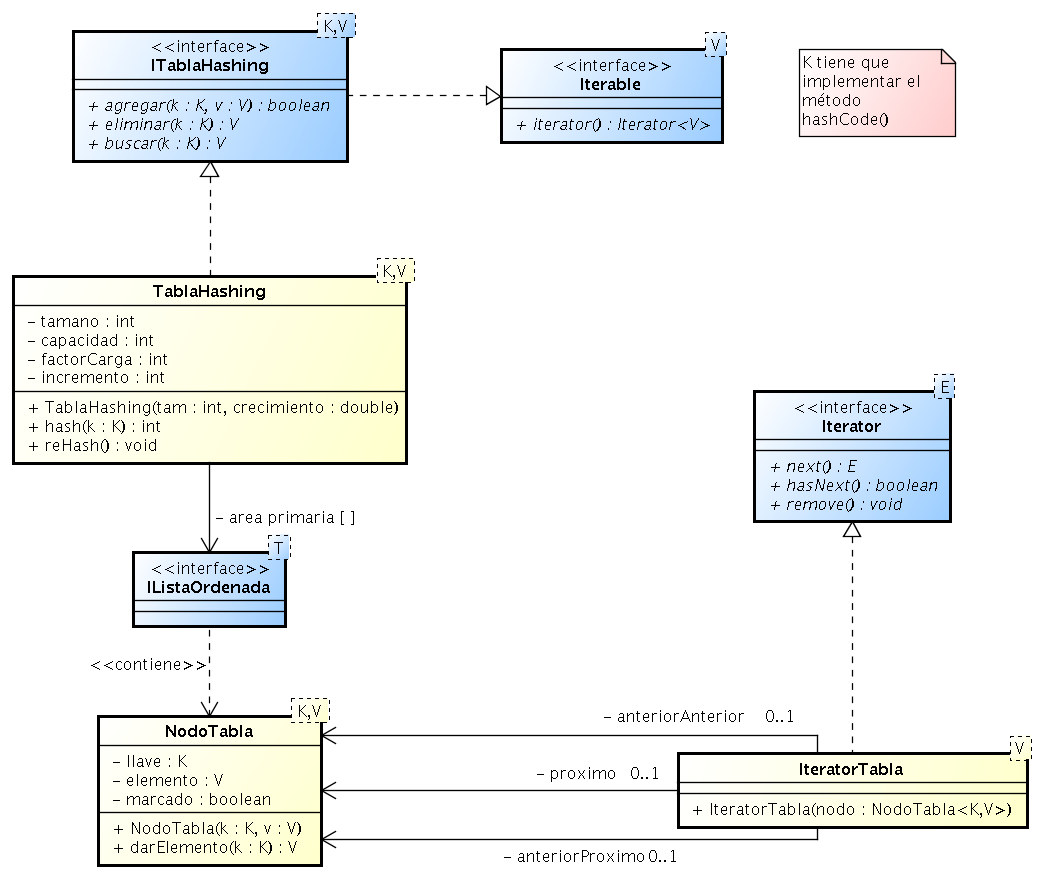 K,V
<<interface>>
ITablaHashing
+ agregar(k : K, v : V) : boolean
+ eliminar(k : K) : V
+ buscar(k : K) : V
V
<<interface>>
Iterable
+ iterator() : Iterator<V>
K tiene que
implementar el
método
hashCode()
K,V
TablaHashing
- tamano : int
- capacidad : int
- factorCarga : int
- incremento : int
+ TablaHashing(tam : int, crecimiento : double)
+ hash(k : K) : int
+ reHash() : void
E
<<interface>>
Iterator
+ next() : E
+ hasNext() : boolean
+ remove() : void
- area primaria [ ]
T
<<interface>>
IListaOrdenada
<<contiene>>
K,V
NodoTabla
- llave : K
- elemento : V
- marcado : boolean
+ NodoTabla(k : K, v : V)
+ darElemento(k : K) : V
- anteriorAnterior 0..1
- proximo 0..1
- anteriorProximo 0..1
V
IteratorTabla
+ IteratorTabla(nodo : NodoTabla<K,V>)